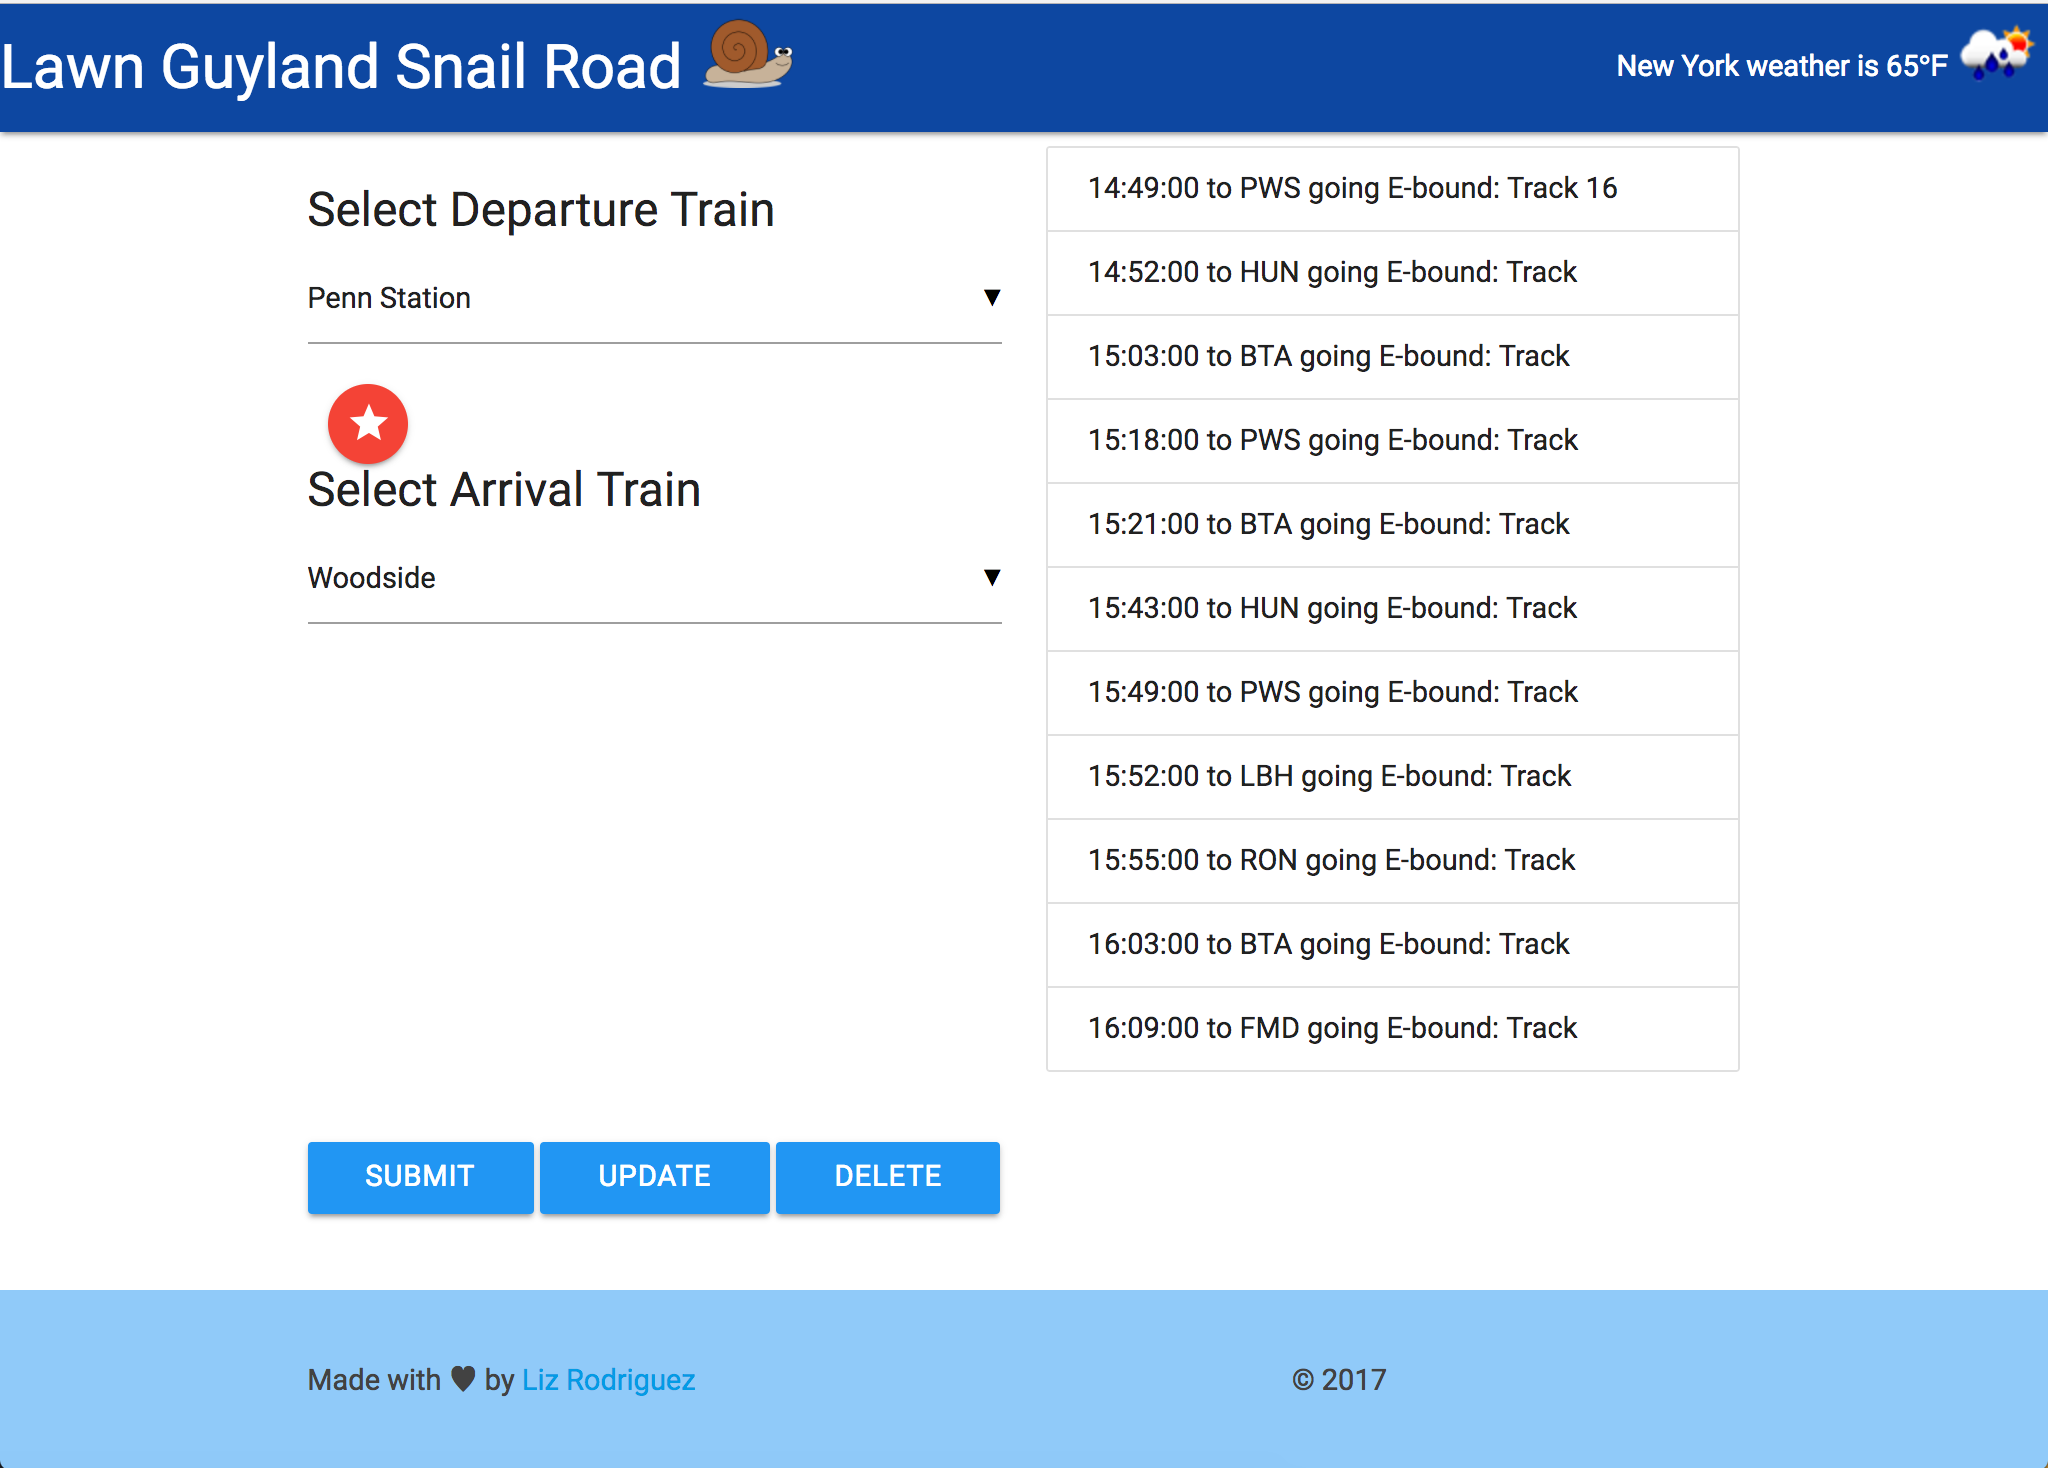 Lawn Guyland Snail Road
New York weather is 65°F
Select Departure Train
Penn Station
Select Arrival Train
Woodside
14:49:00 to PWS going E-bound: Track 16
14:52:00 to HUN going E-bound: Track
15:03:00 to BTA going E-bound: Track
15:18:00 to PWS going E-bound: Track
15:21:00 to BTA going E-bound: Track
15:43:00 to HUN going E-bound: Track
15:49:00 to PWS going E-bound: Track
15:52:00 to LBH going E-bound: Track
15:55:00 to RON going E-bound: Track
16:03:00 to BTA going E-bound: Track
16:09:00 to FMD going E-bound: Track
SUBMIT
UPDATE
DELETE
Made with ♥ by Liz Rodriguez
© 2017